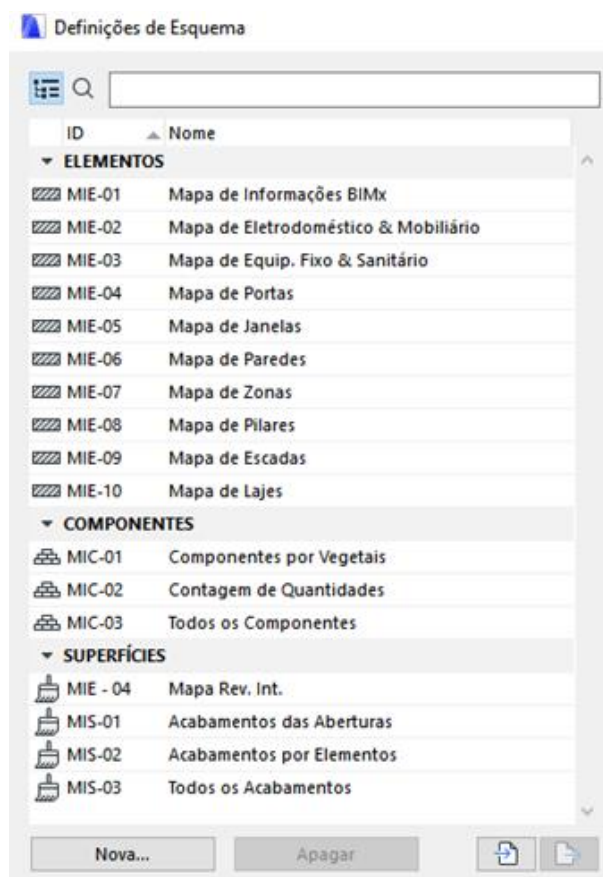 Definições de Esquema
ID Nome
ELEMENTOS
MIE-01 Mapa de Informações BIMx
MIE-02 Mapa de Eletrodoméstico & Mobiliário
MIE-03 Mapa de Equip. Fixo & Sanitário
MIE-04 Mapa de Portas
MIE-05 Mapa de Janelas
MIE-06 Mapa de Paredes
MIE-07 Mapa de Zonas
MIE-08 Mapa de Pilares
MIE-09 Mapa de Escadas
MIE-10 Mapa de Lajes
COMPONENTES
MIC-01 Componentes por Vegetais
MIC-02 Contagem de Quantidades
MIC-03 Todos os Componentes
SUPERFÍCIES
MIE - 04 Mapa Rev. Int.
MIS-01 Acabamentos das Aberturas
MIS-02 Acabamentos por Elementos
MIS-03 Todos os Acabamentos
Nova... Apagar